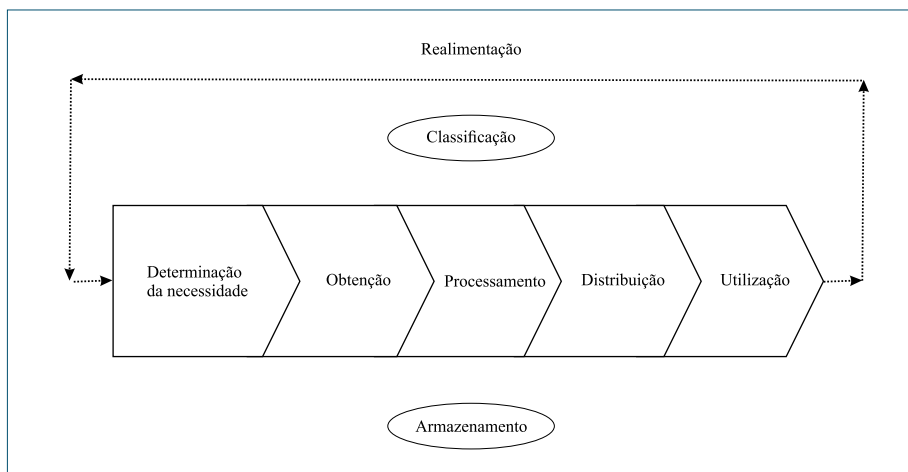 Realimentação
Classificação
Determinação
da necessidade
Obtenção
Processamento
Distribuição
Utilização
Armazenamento